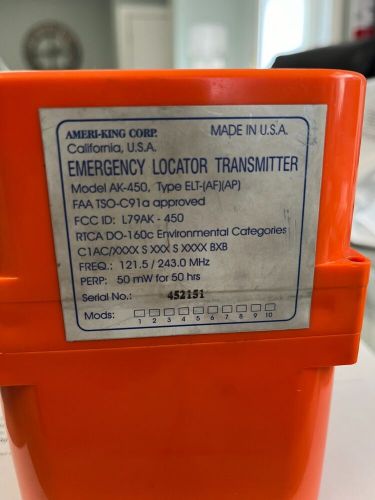 AMERI-KING CORP. MADE IN U.S.A.
California, U.S.A.
EMERGENCY LOCATOR TRANSMITTER
Model AK-450, Type ELT-(AF)(AP)
FAA TSO-C91a approved
FCC ID: L79AK - 450
RTCA DO-160c Environmental Categories
C1AC/XXXX S XXX S XXXX BXB
FREQ.: 121.5 / 243.0 MHz
PERP: 50 mW for 50 hrs
Serial No.: 452151
Mods:
1 2 3 4 5 6 7 8 9 10